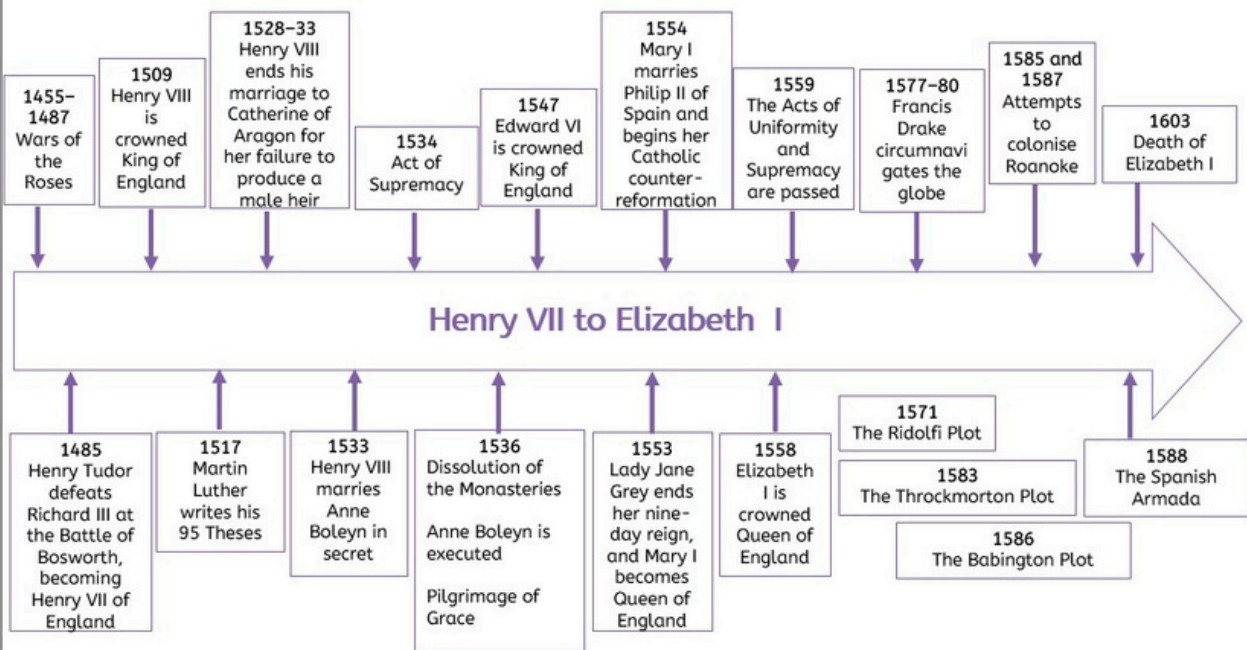 1455–
1487
Wars of
the
Roses
1509
Henry VIII
is
crowned
King of
England
1528–33
Henry VIII
ends his
marriage to
Catherine of
Aragon for
her failure to
produce a
male heir
1534
Act of
Supremacy
1547
Edward VI
is crowned
King of
England
1554
Mary I
marries
Philip II of
Spain and
begins her
Catholic
counter-
reformation
1559
The Acts of
Uniformity
and
Supremacy
are passed
1577–80
Francis
Drake
circumnavi
gates the
globe
1585 and
1587
Attempts
to
colonise
Roanoke
1603
Death of
Elizabeth I
Henry VII to Elizabeth I
1485
Henry Tudor
defeats
Richard III at
the Battle of
Bosworth,
becoming
Henry VII of
England
1517
Martin
Luther
writes his
95 Theses
1533
Henry VIII
marries
Anne
Boleyn in
secret
1536
Dissolution of
the Monasteries
Anne Boleyn is
executed
Pilgrimage of
Grace
1553
Lady Jane
Grey ends
her nine-
day reign,
and Mary I
becomes
Queen of
England
1558
Elizabeth
I is
crowned
Queen of
England
1571
The Ridolfi Plot
1583
The Throckmorton Plot
1586
The Babington Plot
1588
The Spanish
Armada